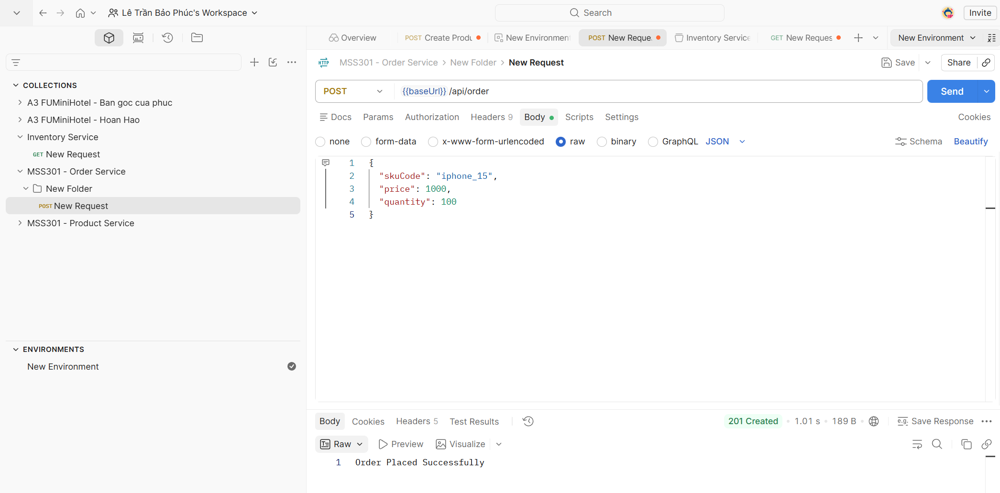 Lê Trần Bảo Phúc's Workspace
Search
Invite
Overview
POST Create Produ
New Environment
POST New Reque.
Inventory Service
GET New Reques
New Environment
COLLECTIONS
A3 FUMiniHotel - Ban goc cua phuc
A3 FUMiniHotel - Hoan Hao
Inventory Service
GET New Request
MSS301 - Order Service
New Folder
POST New Request
MSS301 - Product Service
ENVIRONMENTS
New Environment
HTTP MSS301 - Order Service > New Folder > New Request
Save
Share
POST
{{baseUrl}} /api/order
Send
Docs Params Authorization Headers 9 Body Scripts Settings
Cookies
none form-data x-www-form-urlencoded raw binary GraphQL JSON
Schema Beautify
1 {
2 "skuCode": "iphone_15",
3 "price": 1000,
4 "quantity": 100
5 }
Body Cookies Headers 5 Test Results
201 Created • 1.01 s • 189 B
e.g. Save Response
Raw Preview Visualize
1 Order Placed Successfully